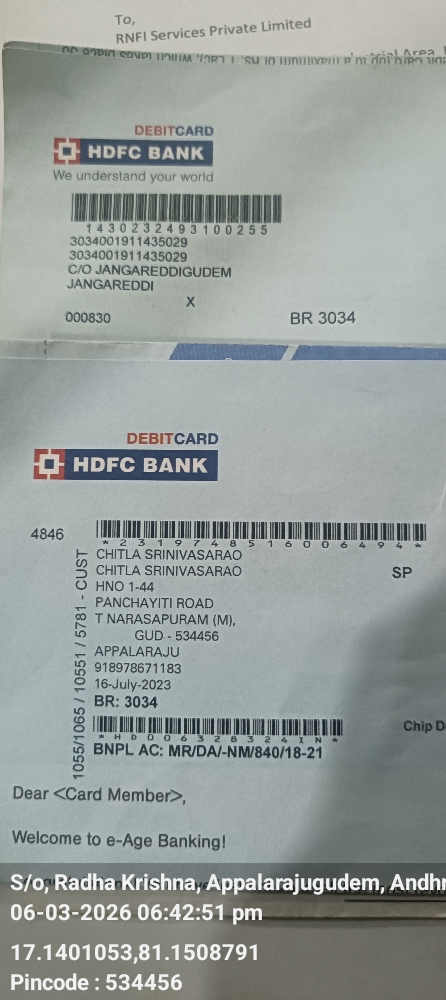 To,
RNFI Services Private Limited
DEBITCARD
HDFC BANK
We understand your world
1430232493100255
3034001911435029
3034001911435029
C/O JANGAREDDIGUDEM
JANGAREDDI
X
000830 BR 3034
DEBITCARD
HDFC BANK
4846
*23197485160064 94*
CHITLA SRINIVASARAO
CHITLA SRINIVASARAO
SP
HNO 1-44
PANCHAYITI ROAD
T NARASAPURAM (M),
GUD - 534456
APPALARAJU
918978671183
16-July-2023
BR: 3034
1055/1065 / 10551 / 5781 - CUST
Chip D
*HD0063283241N*
BNPL AC: MR/DA/-NM/840/18-21
Dear <Card Member>,
Welcome to e-Age Banking!
S/o, Radha Krishna, Appalarajugudem, Andhr
06-03-2026 06:42:51 pm
17.1401053,81.1508791
Pincode : 534456